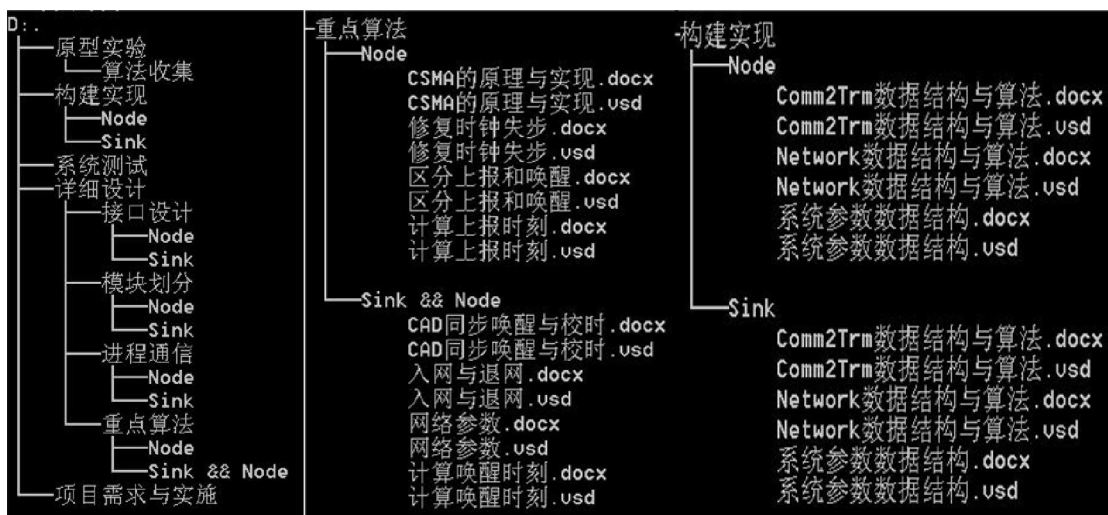 D:.
原型实验
算法收集
构建实现
Node
Sink
系统测试
详细设计
接口设计
Node
Sink
模块划分
Node
Sink
进程通信
Node
Sink
重点算法
Node
Sink && Node
项目需求与实施
重点算法
Node
CSMA的原理与实现.docx
CSMA的原理与实现.vsd
修复时钟失步.docx
修复时钟失步.vsd
区分上报和唤醒.docx
区分上报和唤醒.vsd
计算上报时刻.docx
计算上报时刻.vsd
Sink && Node
CAD同步唤醒与校时.docx
CAD同步唤醒与校时.vsd
入网与退网.docx
入网与退网.vsd
网络参数.docx
网络参数.vsd
计算唤醒时刻.docx
计算唤醒时刻.vsd
构建实现
Node
Comm2Trm数据结构与算法.docx
Comm2Trm数据结构与算法.vsd
Network数据结构与算法.docx
Network数据结构与算法.vsd
系统参数数据结构.docx
系统参数数据结构.vsd
Sink
Comm2Trm数据结构与算法.docx
Comm2Trm数据结构与算法.vsd
Network数据结构与算法.docx
Network数据结构与算法.vsd
系统参数数据结构.docx
系统参数数据结构.vsd